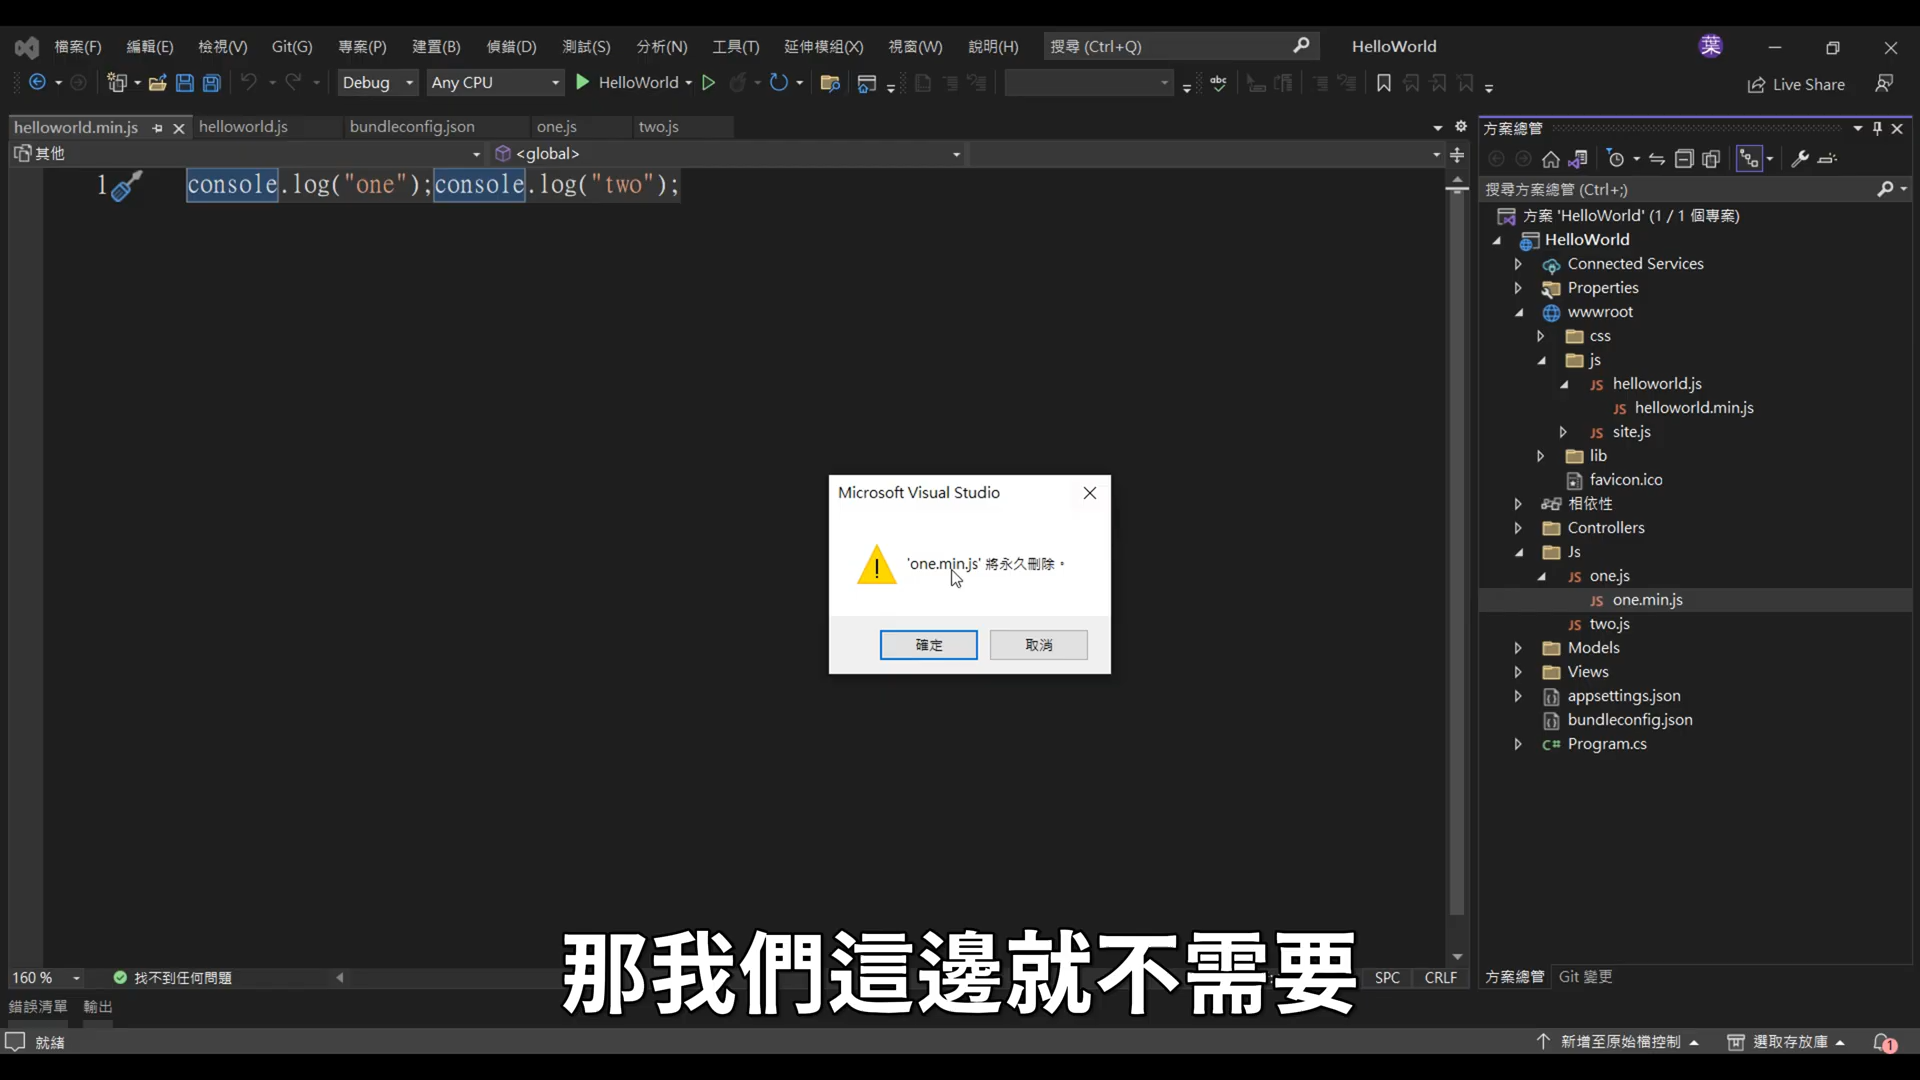 檔案(F) 編輯(E) 檢視(V) Git(G) 專案(P) 建置(B) 偵錯(D) 測試(S) 分析(N) 工具(T) 延伸模組(X) 視窗(W) 說明(H) 搜尋 (Ctrl+Q) HelloWorld 葉
Debug Any CPU HelloWorld abc Live Share
helloworld.min.js helloworld.js bundleconfig.json one.js two.js
其他 <global>
1 console.log("one");console.log("two");
方案總管
搜尋方案總管 (Ctrl+;)
方案 'HelloWorld' (1 / 1 個專案)
HelloWorld
Connected Services
Properties
wwwroot
css
js
JS helloworld.js
JS helloworld.min.js
JS site.js
lib
favicon.ico
相依性
Controllers
Js
JS one.js
JS one.min.js
JS two.js
Models
Views
appsettings.json
bundleconfig.json
C# Program.cs
Microsoft Visual Studio
'one.min.js' 將永久刪除。
確定 取消
那我們這邊就不需要
160 % 找不到任何問題 SPC CRLF
方案總管 Git 變更
錯誤清單 輸出
就緒 新增至原始檔控制 選取存放庫 1